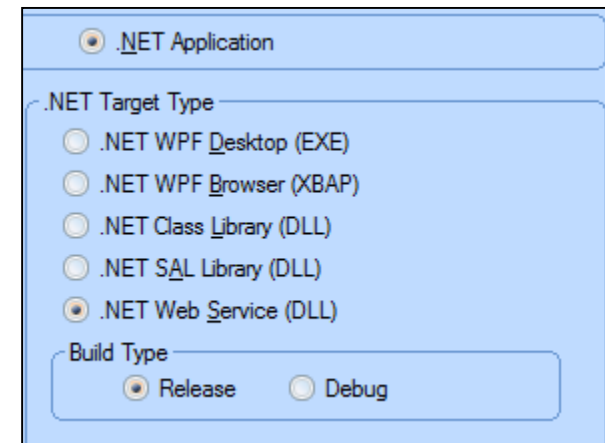 .NET Application
.NET Target Type
.NET WPF Desktop (EXE)
.NET WPF Browser (XBAP)
.NET Class Library (DLL)
.NET SAL Library (DLL)
.NET Web Service (DLL)
Build Type
Release Debug